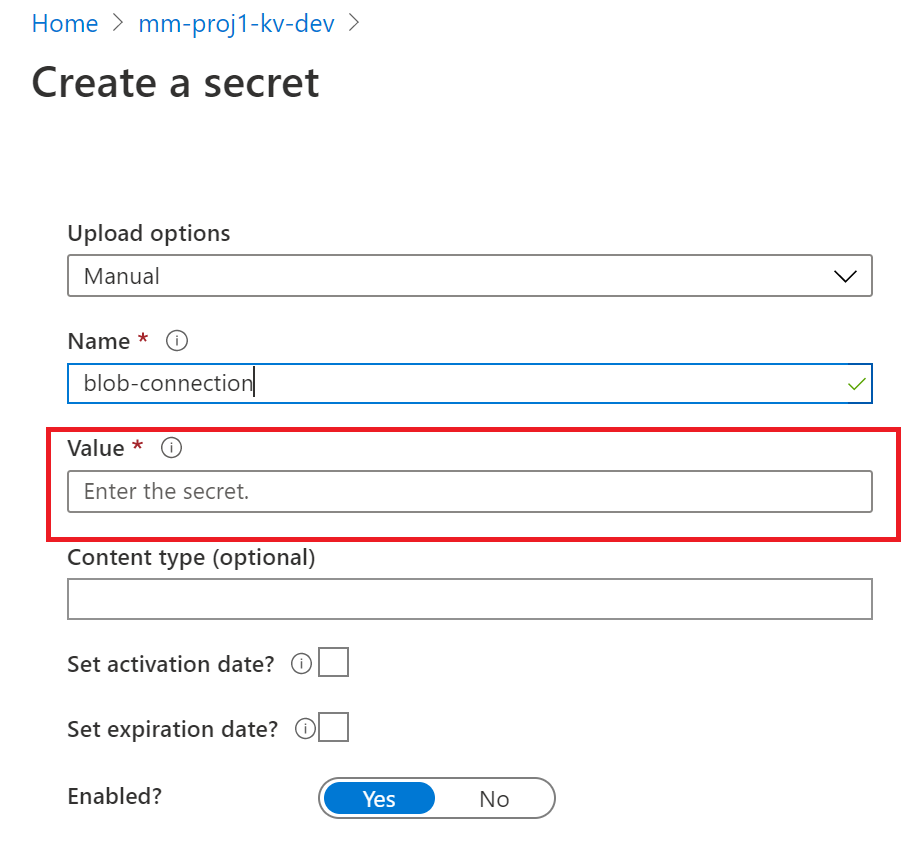 Home > mm-proj1-kv-dev >
Create a secret
Upload options
Manual
Name *
blob-connection
Value *
Enter the secret.
Content type (optional)
Set activation date?
Set expiration date?
Enabled? Yes No